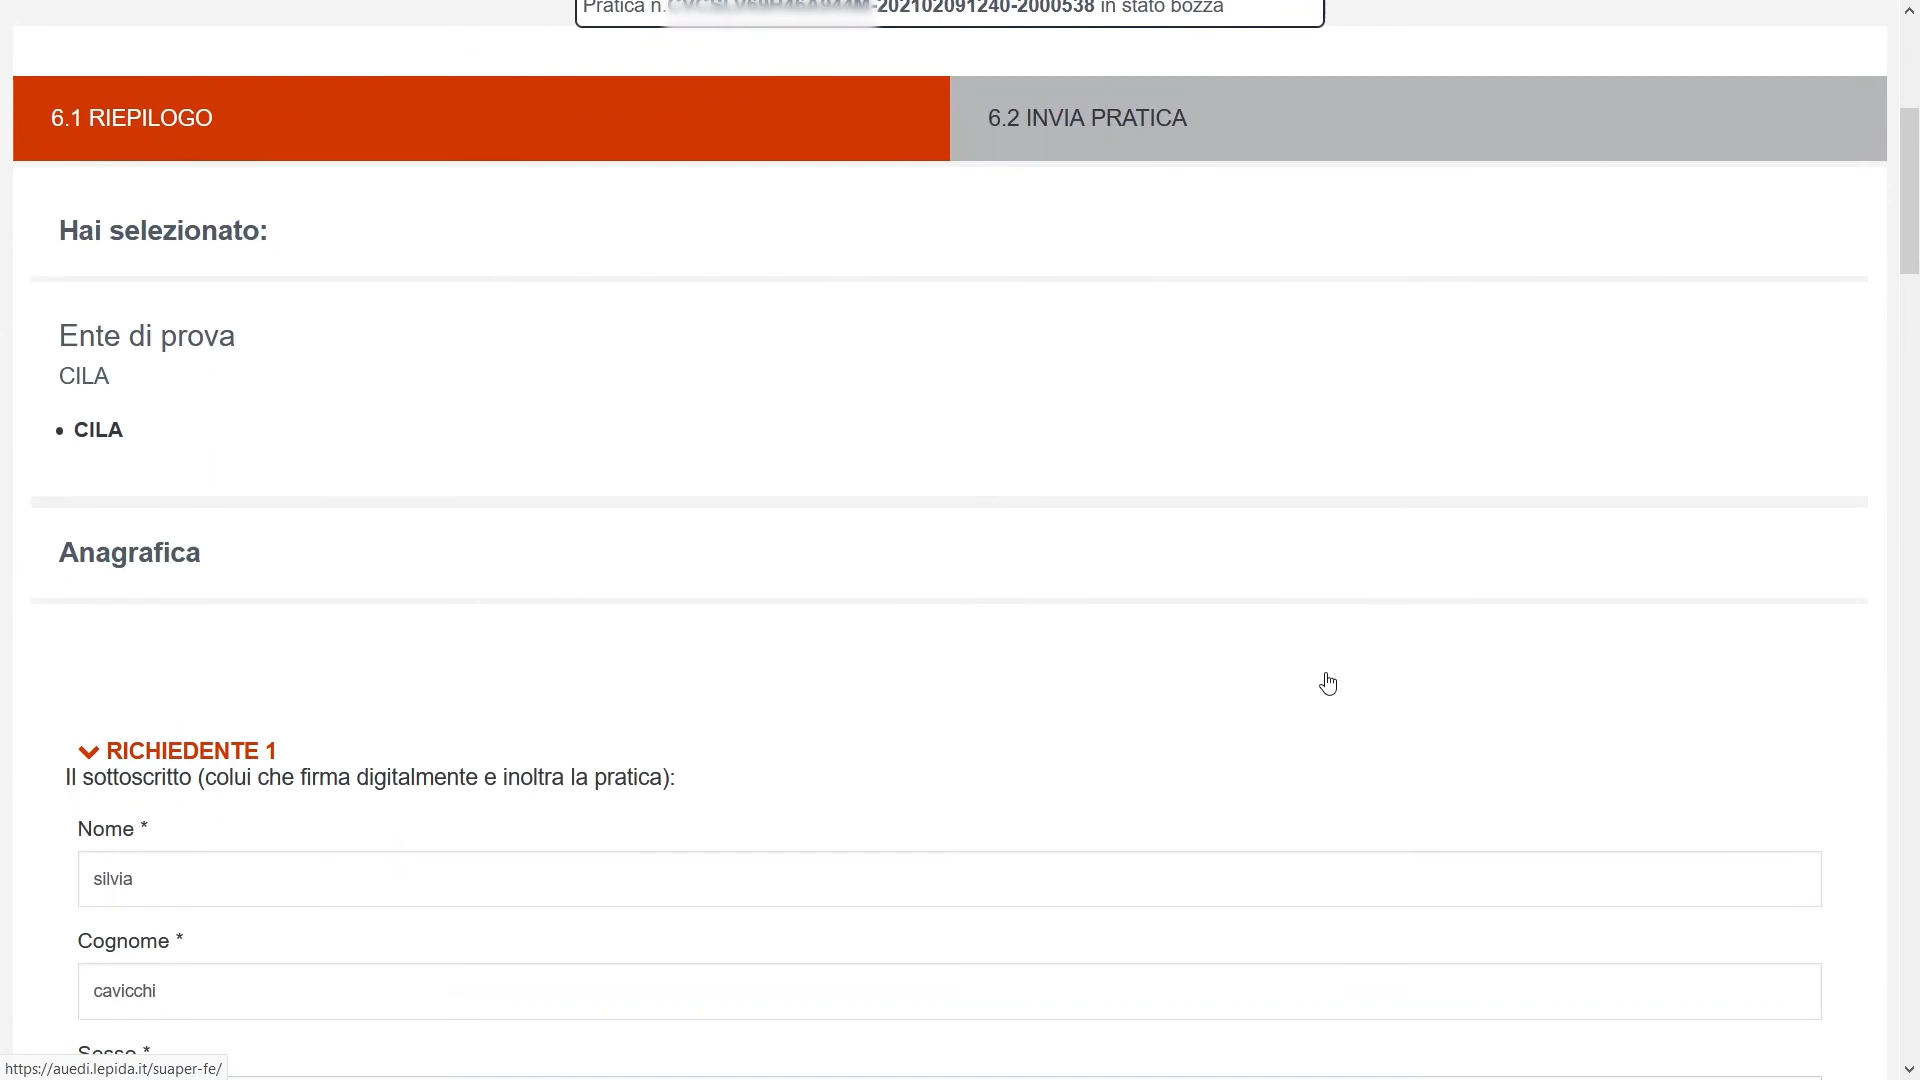 Pratica n. -202102091240-2000538 in stato bozza
6.1 RIEPILOGO
6.2 INVIA PRATICA
Hai selezionato:
Ente di prova
CILA
CILA
Anagrafica
RICHIEDENTE 1
Il sottoscritto (colui che firma digitalmente e inoltra la pratica):
Nome *
silvia
Cognome *
cavicchi
Sesso *
https://auedi.lepida.it/suaper-fe/